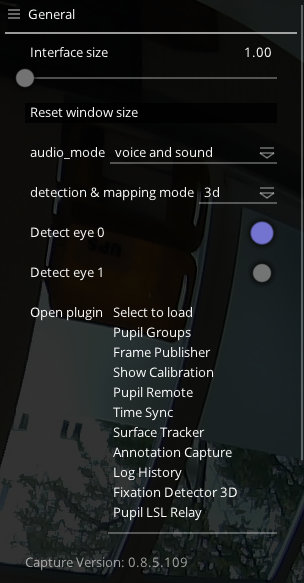 General
Interface size 1.00
Reset window size
audio_mode voice and sound
detection & mapping mode 3d
Detect eye 0
Detect eye 1
Open plugin Select to load
Pupil Groups
Frame Publisher
Show Calibration
Pupil Remote
Time Sync
Surface Tracker
Annotation Capture
Log History
Fixation Detector 3D
Pupil LSL Relay
Capture Version: 0.8.5.109